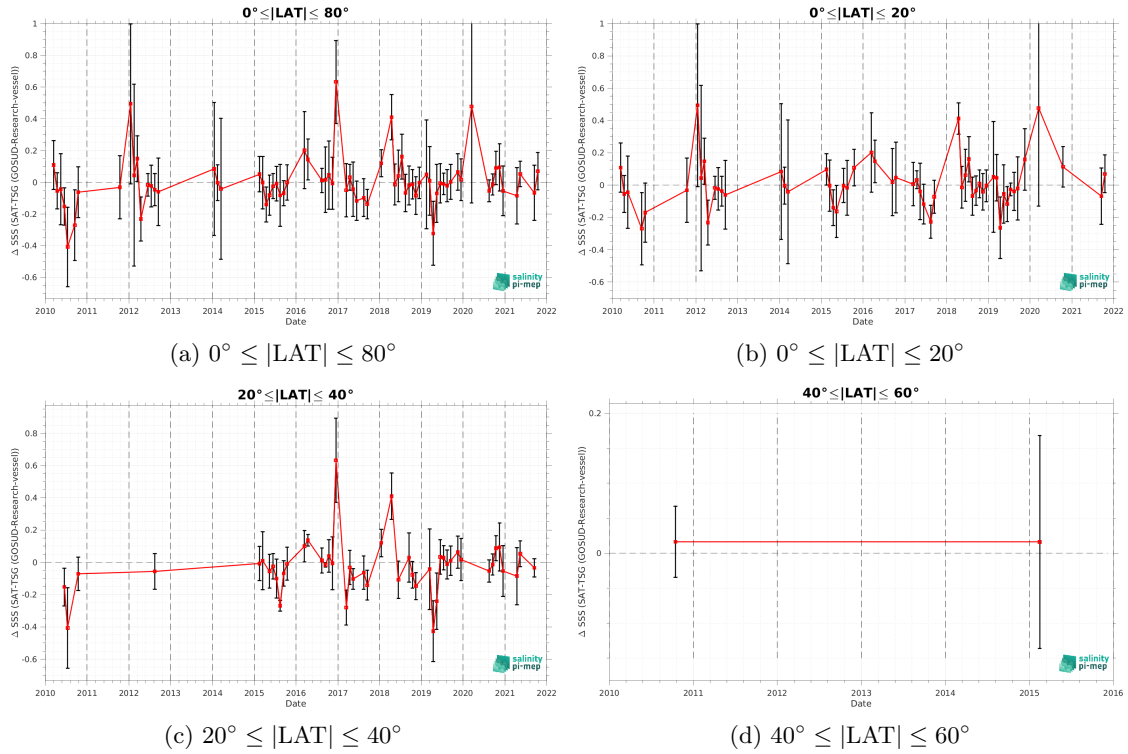 0°≤|LAT|≤ 80°
Δ SSS (SAT-TSG (GOSUD-Research-vessel))
1
0.8
0.6
0.4
0.2
0
-0.2
-0.4
-0.6
2010 2011 2012 2013 2014 2015 2016 2017 2018 2019 2020 2021 2022
Date
salinity
pi-mep
(a) 0° ≤ |LAT| ≤ 80°
0°≤|LAT|≤ 20°
Δ SSS (SAT-TSG (GOSUD-Research-vessel))
1
0.8
0.6
0.4
0.2
0
-0.2
-0.4
-0.6
2010 2011 2012 2013 2014 2015 2016 2017 2018 2019 2020 2021 2022
Date
salinity
pi-mep
(b) 0° ≤ |LAT| ≤ 20°
20°≤|LAT|≤ 40°
Δ SSS (SAT-TSG (GOSUD-Research-vessel))
0.8
0.6
0.4
0.2
0
-0.2
-0.4
-0.6
2010 2011 2012 2013 2014 2015 2016 2017 2018 2019 2020 2021 2022
Date
salinity
pi-mep
(c) 20° ≤ |LAT| ≤ 40°
40°≤|LAT|≤ 60°
Δ SSS (SAT-TSG (GOSUD-Research-vessel))
0.2
0
2010 2011 2012 2013 2014 2015 2016
Date
salinity
pi-mep
(d) 40° ≤ |LAT| ≤ 60°